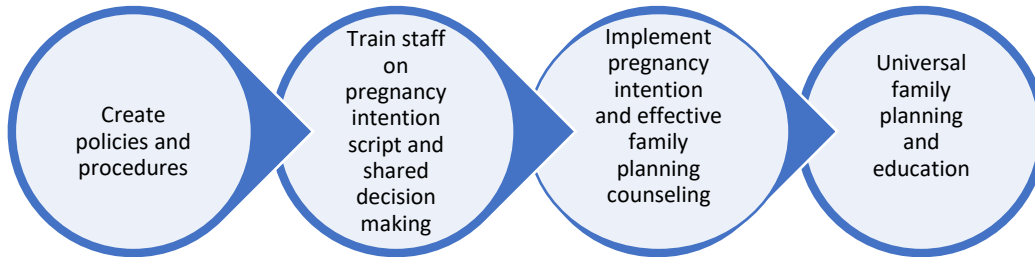 Create
policies and
procedures
Train staff
on
pregnancy
intention
script and
shared
decision
making
Implement
pregnancy
intention
and effective
family
planning
counseling
Universal
family
planning
and
education